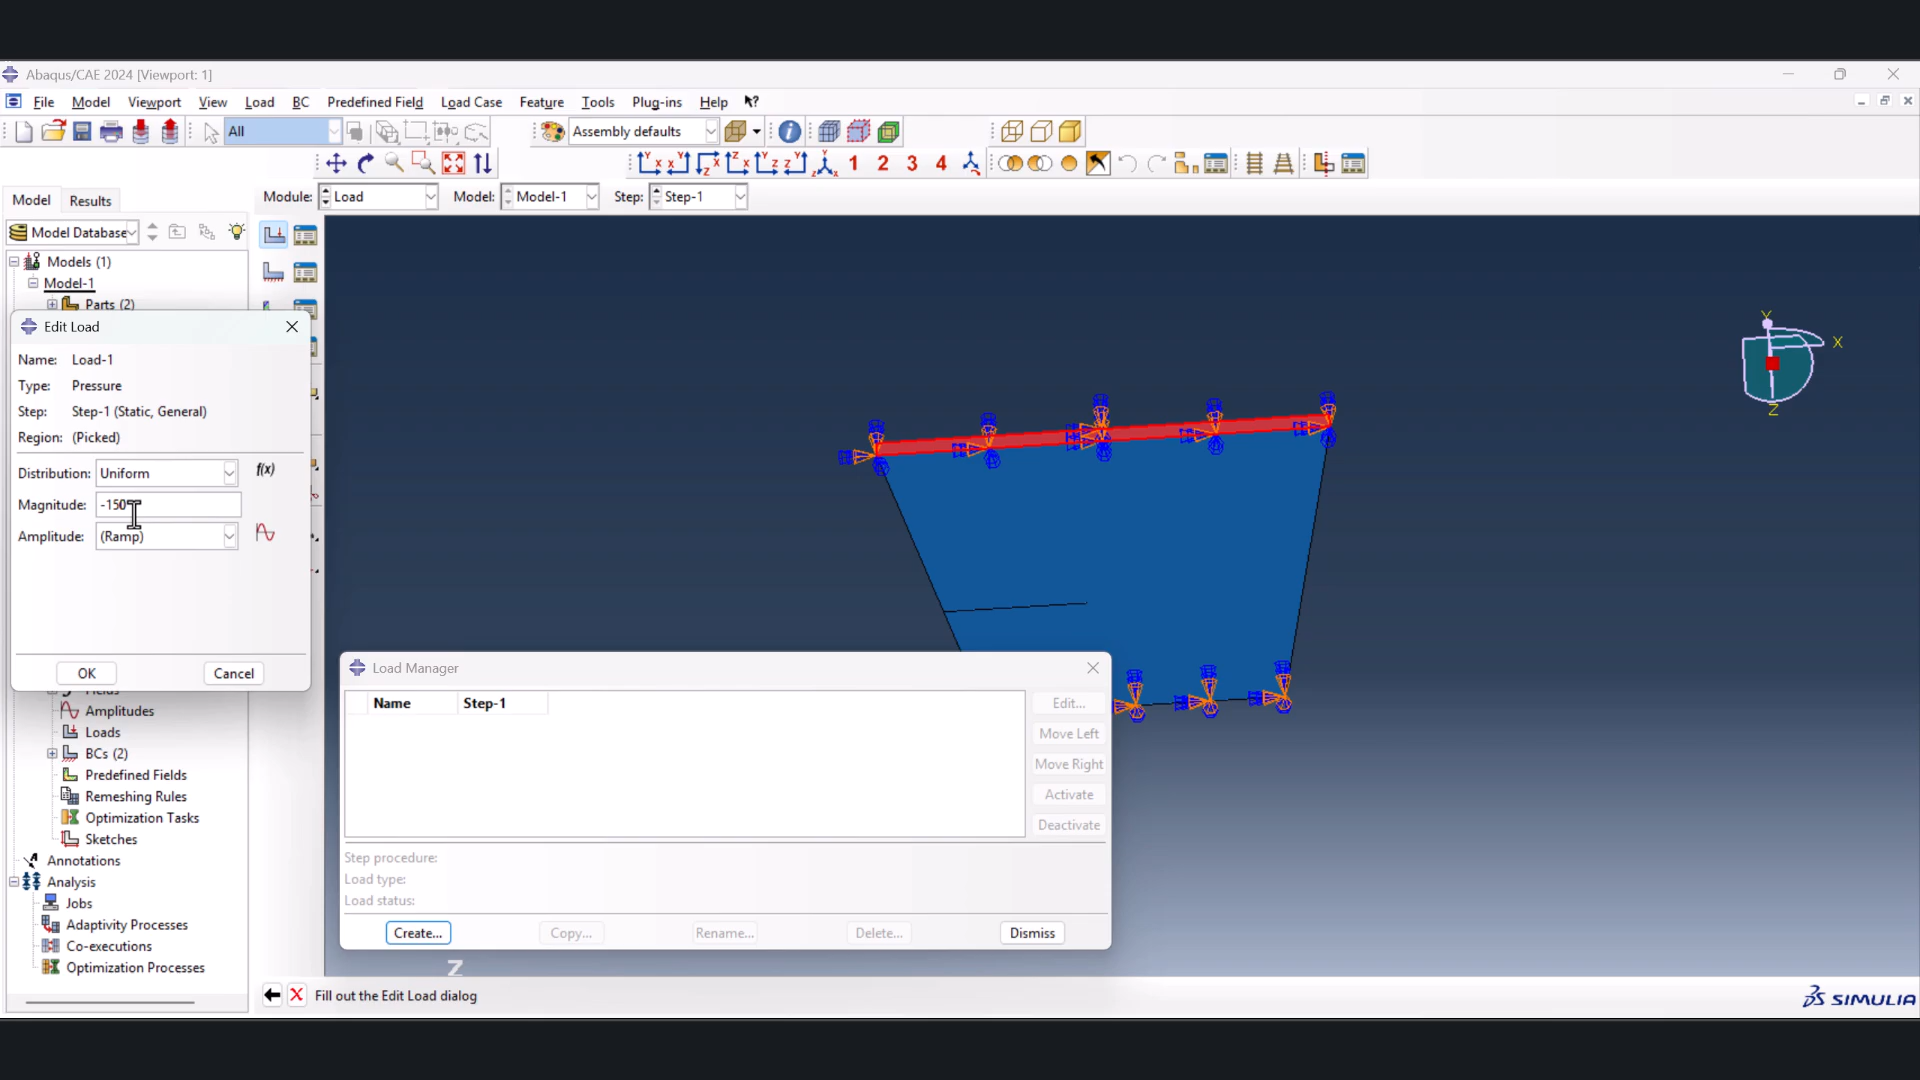 Abaqus/CAE 2024 [Viewport: 1]
File Model Viewport View Load BC Predefined Field Load Case Feature Tools Plug-ins Help
All
Assembly defaults
1 2 3 4
Model Results
Module: Load Model: Model-1 Step: Step-1
Model Database
Models (1)
Model-1
Parts (2)
Edit Load
Name: Load-1
Type: Pressure
Step: Step-1 (Static, General)
Region: (Picked)
Distribution: Uniform f(x)
Magnitude: -150
Amplitude: (Ramp)
OK Cancel
Fields
Amplitudes
Loads
BCs (2)
Predefined Fields
Remeshing Rules
Optimization Tasks
Sketches
Annotations
Analysis
Jobs
Adaptivity Processes
Co-executions
Optimization Processes
Y
X
Z
Load Manager
Name Step-1
Edit...
Move Left
Move Right
Activate
Deactivate
Step procedure:
Load type:
Load status:
Create... Copy... Rename... Delete... Dismiss
Z
Fill out the Edit Load dialog
SIMULIA